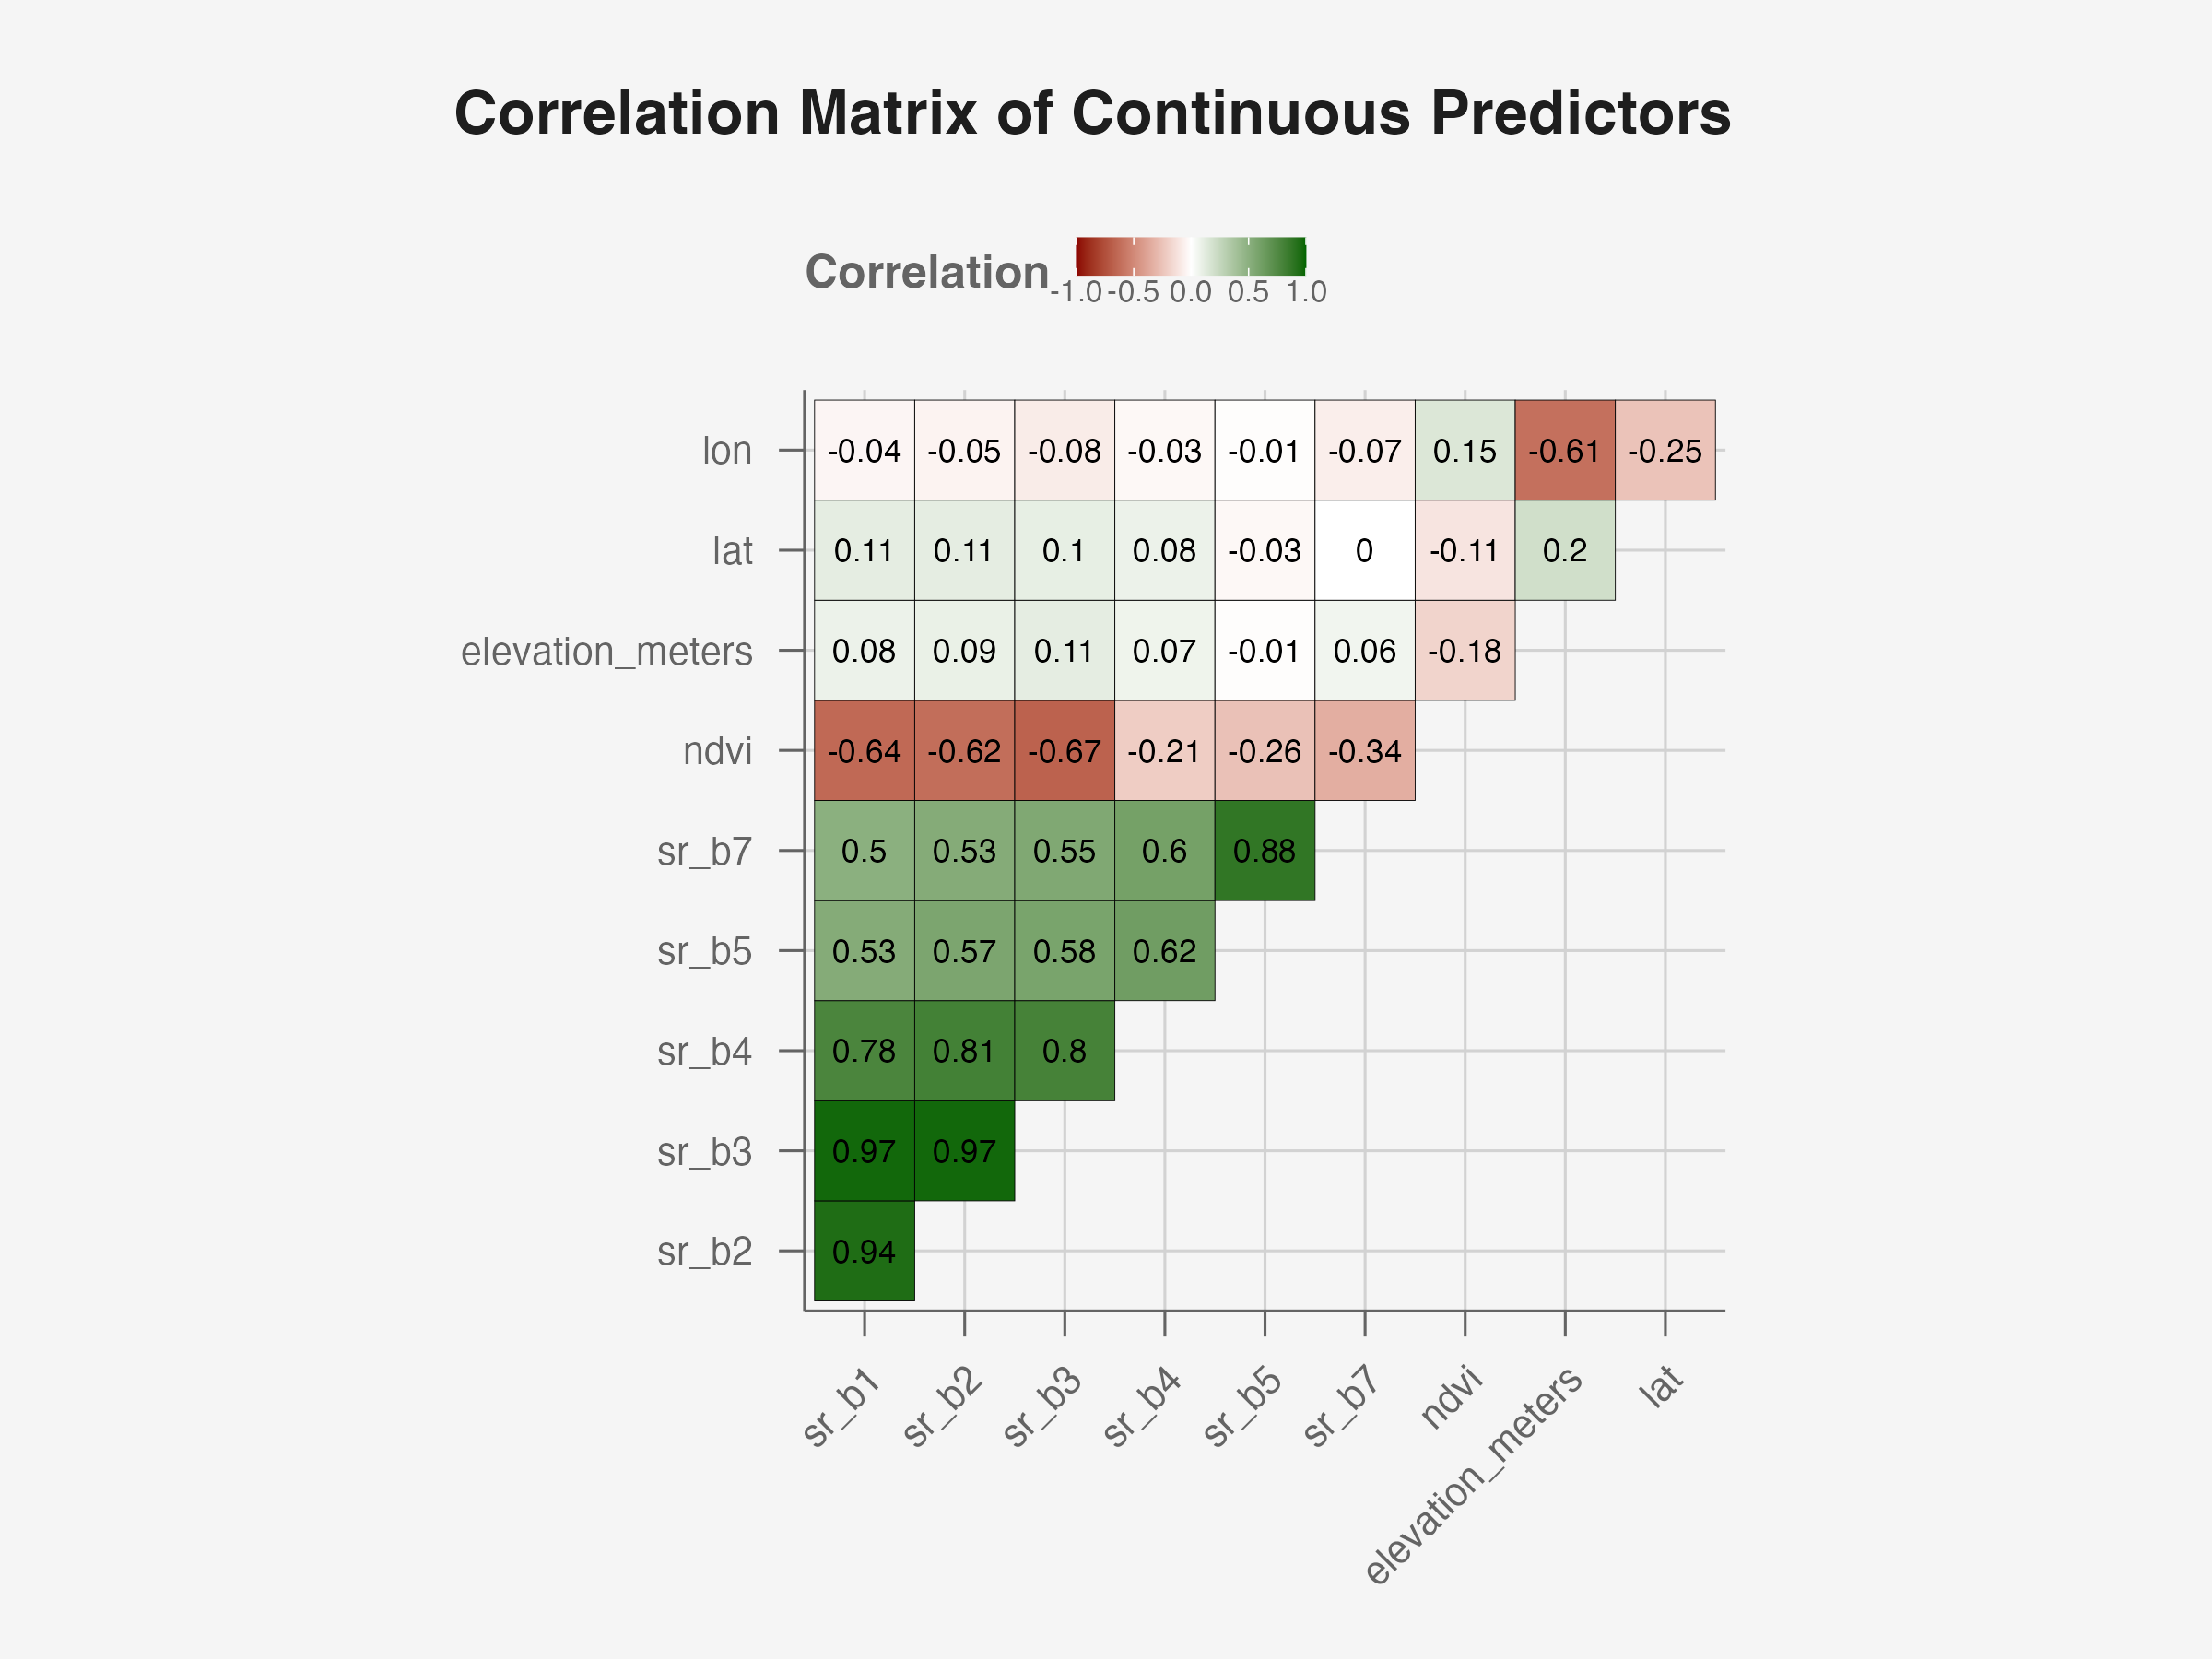 Correlation Matrix of Continuous Predictors
Correlation
-1.0 -0.5 0.0 0.5 1.0
lon -0.04 -0.05 -0.08 -0.03 -0.01 -0.07 0.15 -0.61 -0.25
lat 0.11 0.11 0.1 0.08 -0.03 0 -0.11 0.2
elevation_meters 0.08 0.09 0.11 0.07 -0.01 0.06 -0.18
ndvi -0.64 -0.62 -0.67 -0.21 -0.26 -0.34
sr_b7 0.5 0.53 0.55 0.6 0.88
sr_b5 0.53 0.57 0.58 0.62
sr_b4 0.78 0.81 0.8
sr_b3 0.97 0.97
sr_b2 0.94
sr_b1 sr_b2 sr_b3 sr_b4 sr_b5 sr_b7 ndvi elevation_meters lat